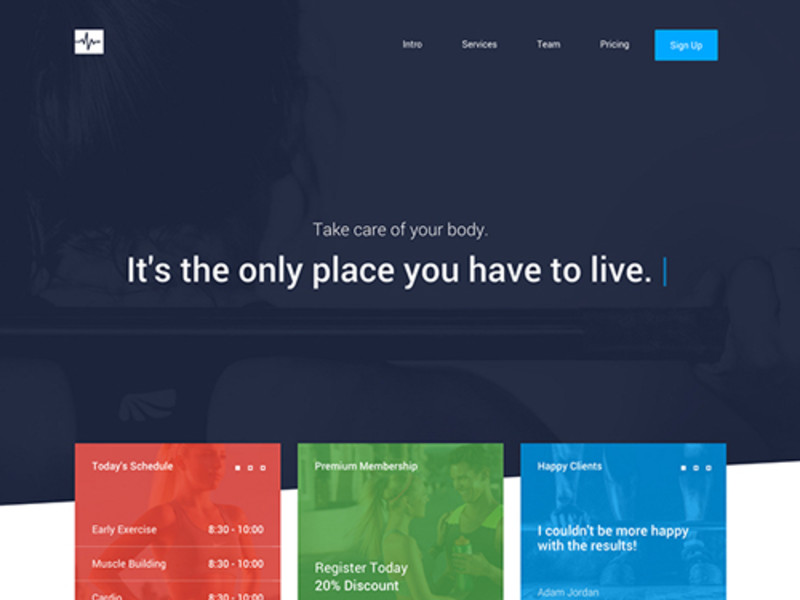 Intro Services Team Pricing Sign Up
Take care of your body.
It's the only place you have to live. |
Today's Schedule
Early Exercise 8:30 - 10:00
Muscle Building 8:30 - 10:00
Cardio 8:30 - 10:00
Premium Membership
Register Today
20% Discount
Happy Clients
I couldn't be more happy
with the results!
Adam Jordan